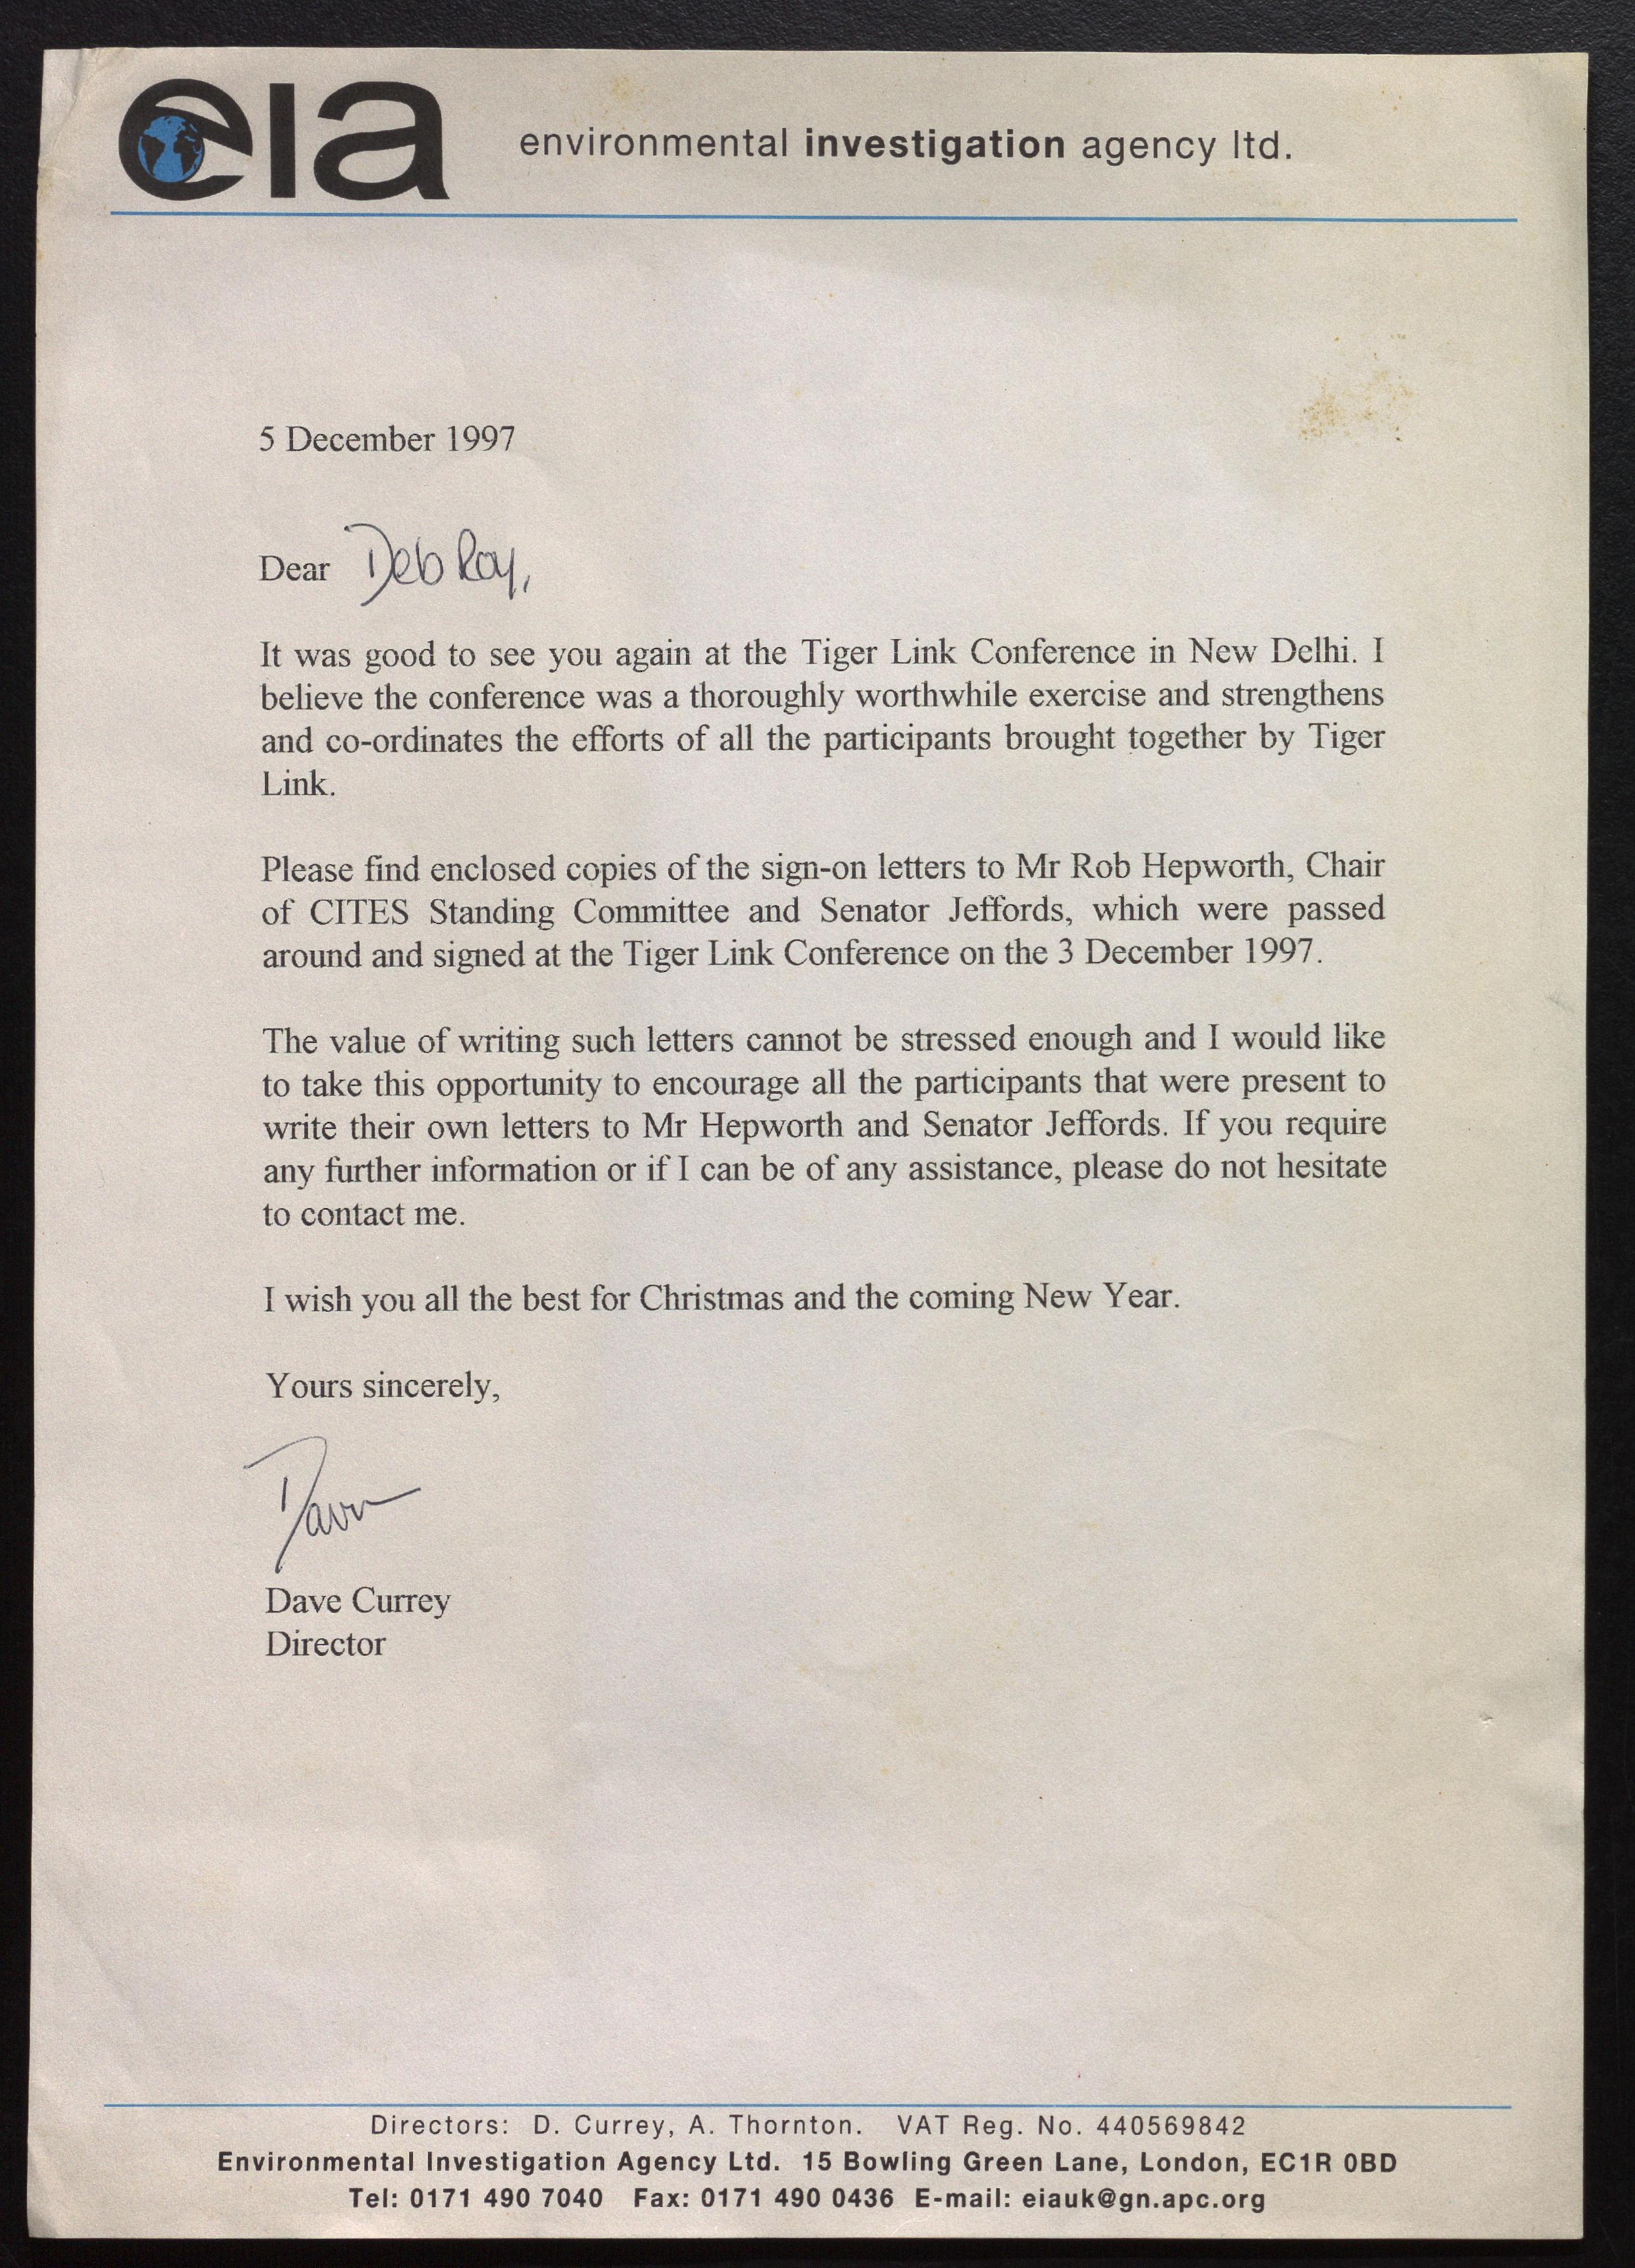 eia
environmental investigation agency ltd.
5 December 1997
Dear Deb Roy,
It was good to see you again at the Tiger Link Conference in New Delhi. I
believe the conference was a thoroughly worthwhile exercise and strengthens
and co-ordinates the efforts of all the participants brought together by Tiger
Link.
Please find enclosed copies of the sign-on letters to Mr Rob Hepworth, Chair
of CITES Standing Committee and Senator Jeffords, which were passed
around and signed at the Tiger Link Conference on the 3 December 1997.
The value of writing such letters cannot be stressed enough and I would like
to take this opportunity to encourage all the participants that were present to
write their own letters to Mr Hepworth and Senator Jeffords. If you require
any further information or if I can be of any assistance, please do not hesitate
to contact me.
I wish you all the best for Christmas and the coming New Year.
Yours sincerely,
Dave
Dave Currey
Director
Directors: D. Currey, A. Thornton. VAT Reg. No. 440569842
Environmental Investigation Agency Ltd. 15 Bowling Green Lane, London, EC1R 0BD
Tel: 0171 490 7040 Fax: 0171 490 0436 E-mail: eiauk@gn.apc.org